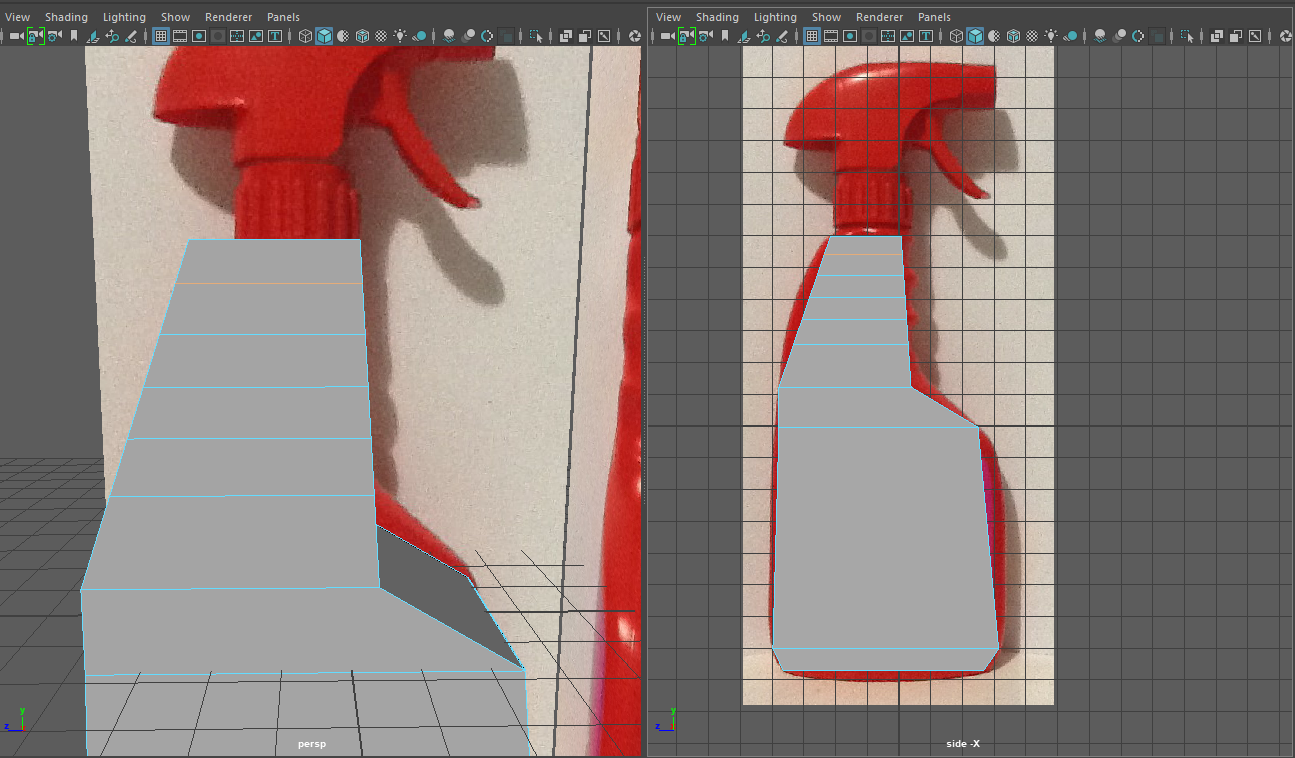 View Shading Lighting Show Renderer Panels
View Shading Lighting Show Renderer Panels
y
z
persp
y
z
side -X